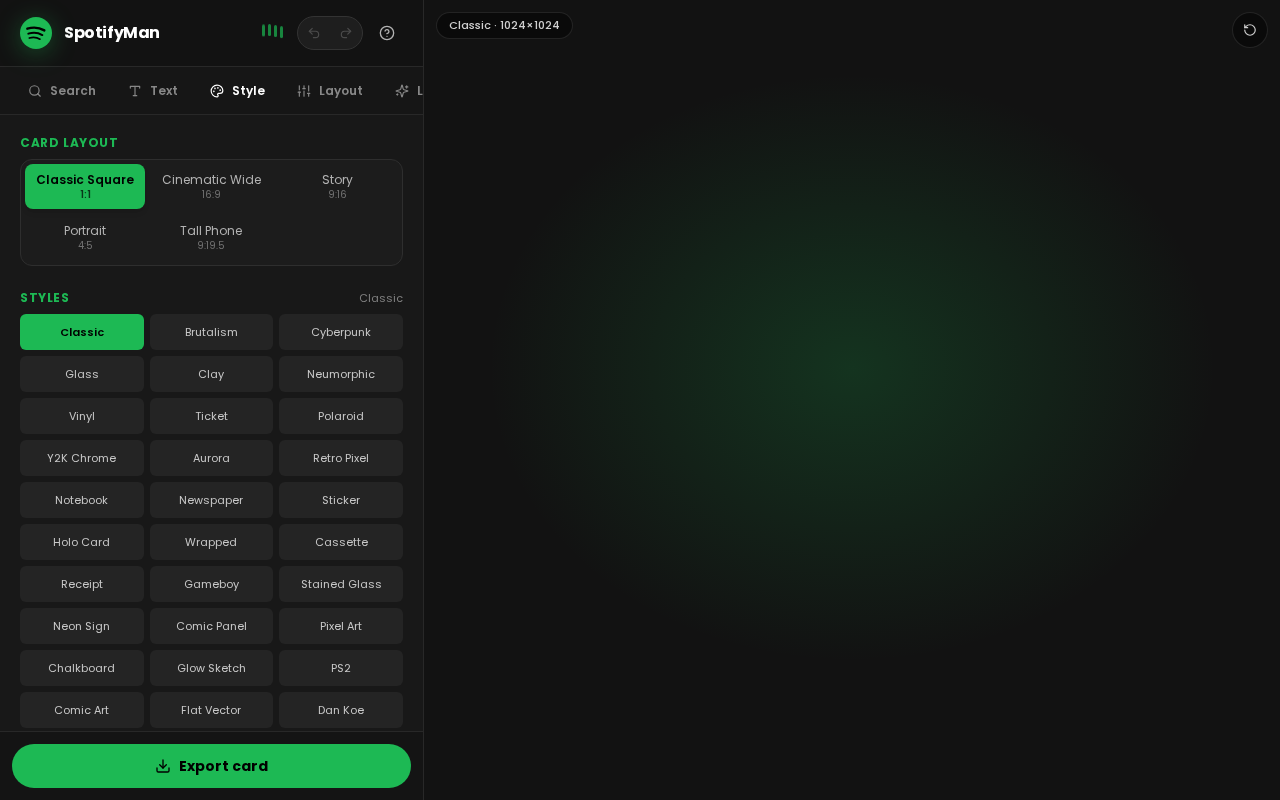 SpotifyMan
Classic · 1024×1024
Search
Text
Style
Layout
CARD LAYOUT
Classic Square
1:1
Cinematic Wide
16:9
Story
9:16
Portrait
4:5
Tall Phone
9:19.5
STYLES
Classic
Classic
Brutalism
Cyberpunk
Glass
Clay
Neumorphic
Vinyl
Ticket
Polaroid
Y2K Chrome
Aurora
Retro Pixel
Notebook
Newspaper
Sticker
Holo Card
Wrapped
Cassette
Receipt
Gameboy
Stained Glass
Neon Sign
Comic Panel
Pixel Art
Chalkboard
Glow Sketch
PS2
Comic Art
Flat Vector
Dan Koe
Export card